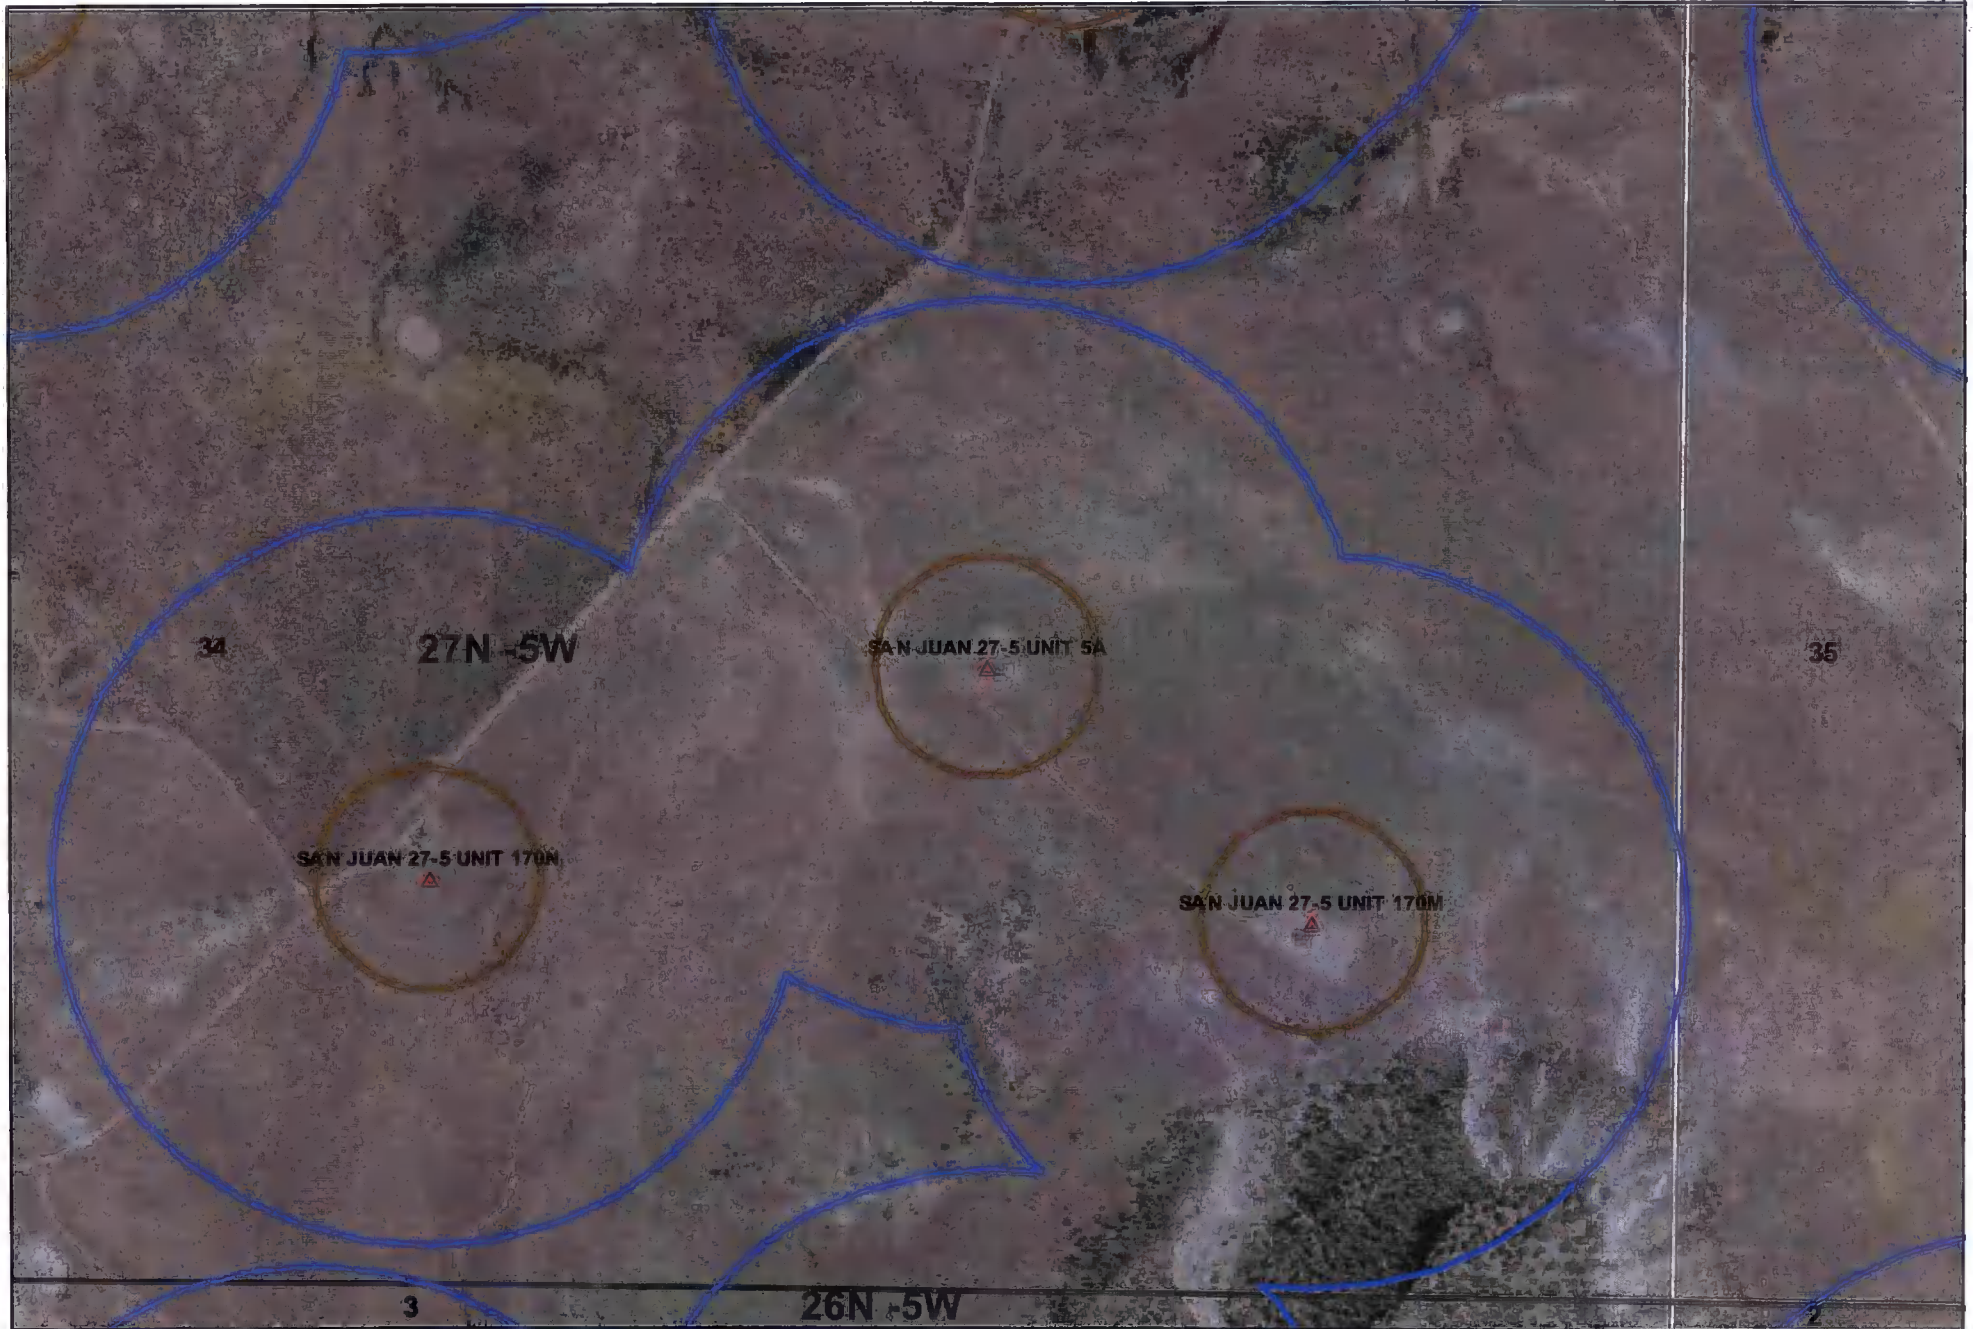 34
27N -5W
SAN JUAN 27-5 UNIT 5A
35
SAN JUAN 27-5 UNIT 170N
SAN JUAN 27-5 UNIT 170M
3
26N -5W
2